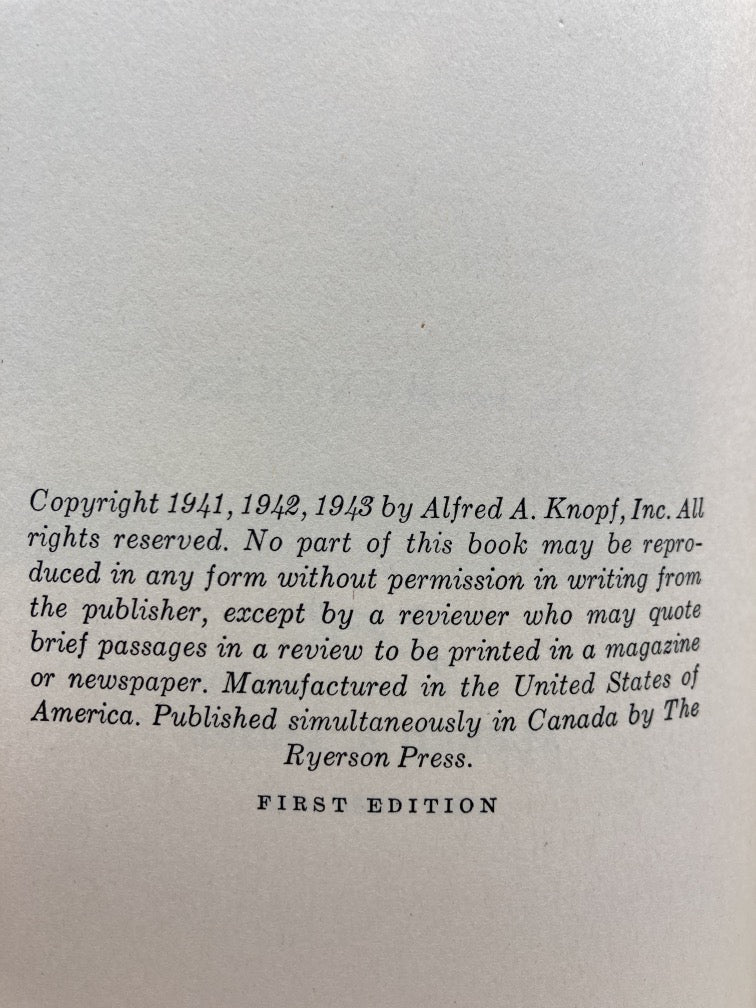 Copyright 1941, 1942, 1943 by Alfred A. Knopf, Inc. All
rights reserved. No part of this book may be repro-
duced in any form without permission in writing from
the publisher, except by a reviewer who may quote
brief passages in a review to be printed in a magazine
or newspaper. Manufactured in the United States of
America. Published simultaneously in Canada by The
Ryerson Press.
FIRST EDITION